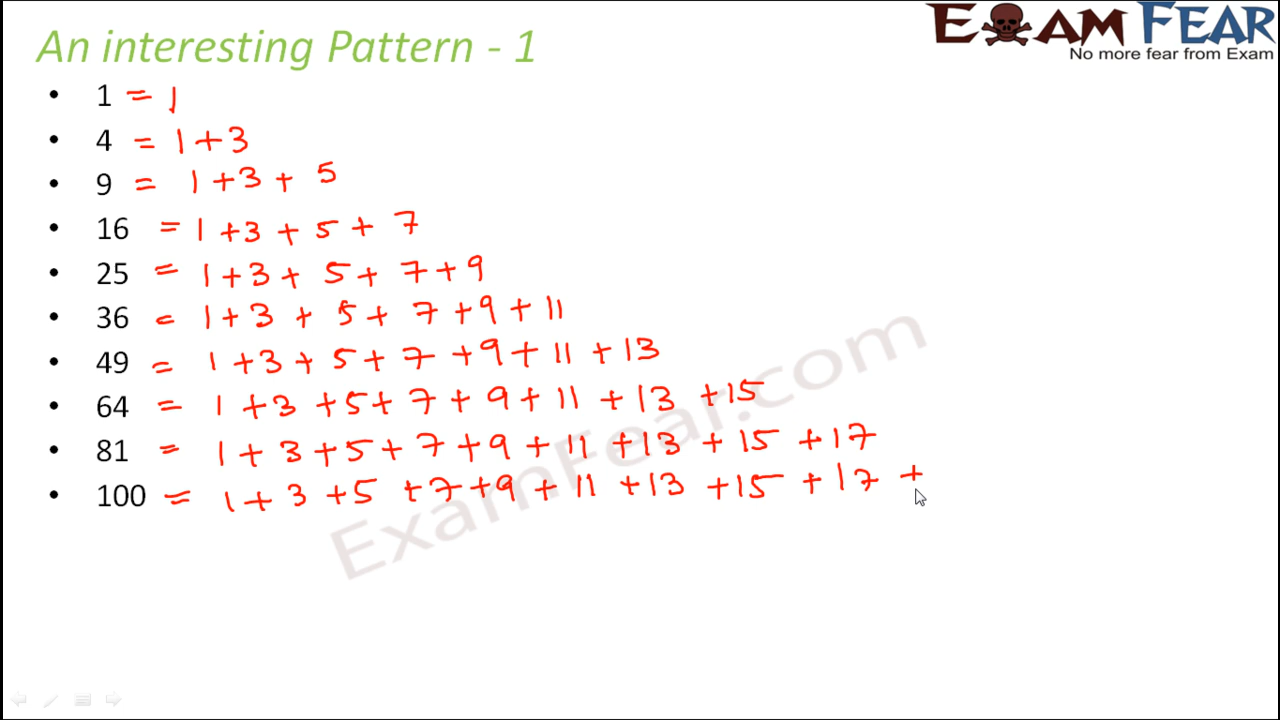 An interesting Pattern - 1
EXAM FEAR
No more fear from Exam
• 1 = 1
• 4 = 1+3
• 9 = 1+3+ 5
• 16 = 1+3+ 5+ 7
• 25 = 1+3+ 5+ 7+9
• 36 = 1+3 + 5+ 7+9+11
• 49 = 1+3+ 5+7 +9+11 +13
• 64 = 1+3 +5+ 7+ 9+11 +13 +15
• 81 = 1+ 3+5+ 7+9+ 11 +13+ 15 +17
• 100 = 1+ 3 +5 +7+9+ 11 +13 +15 +17 +
ExamFear.com